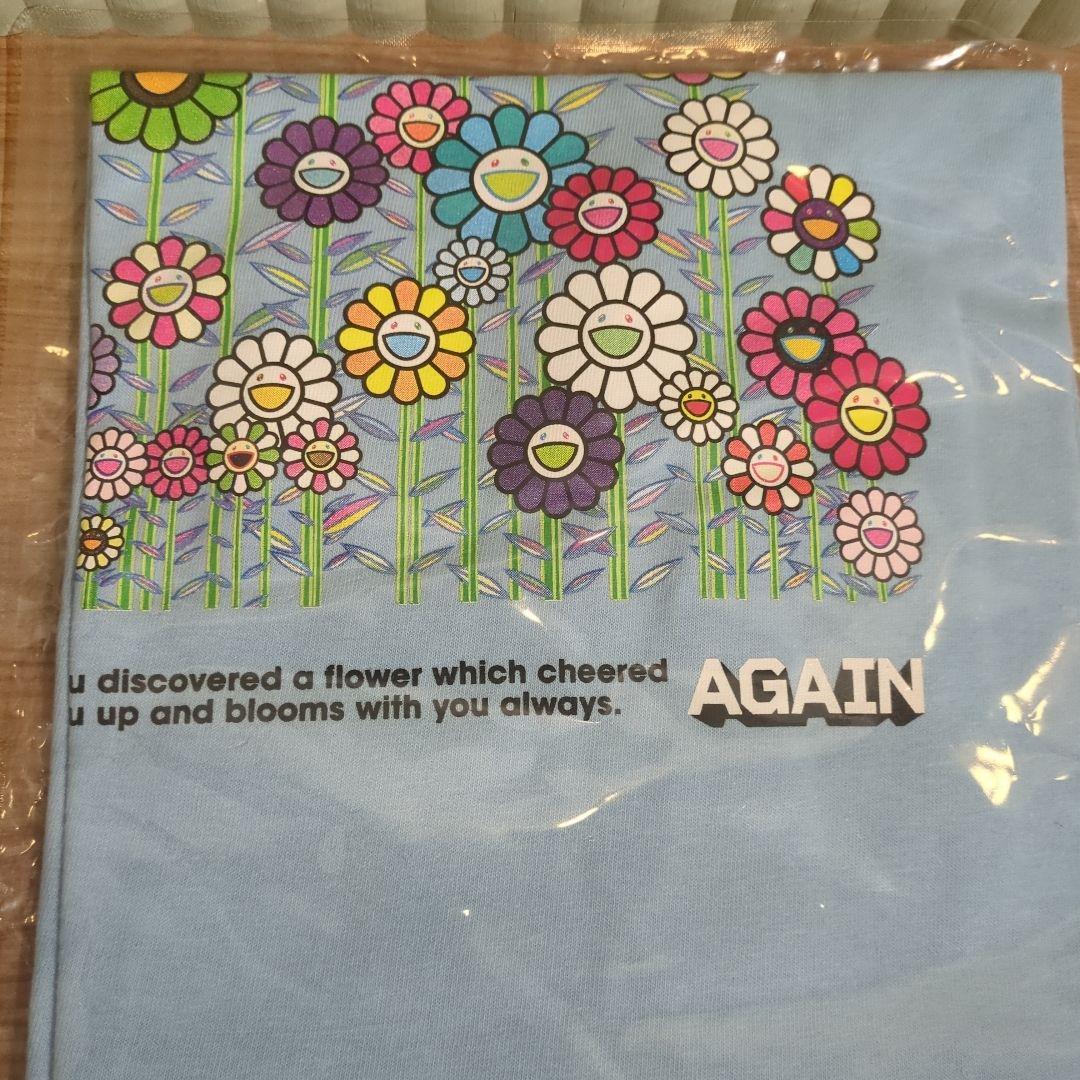 u discovered a flower which cheered
u up and blooms with you always.
AGAIN